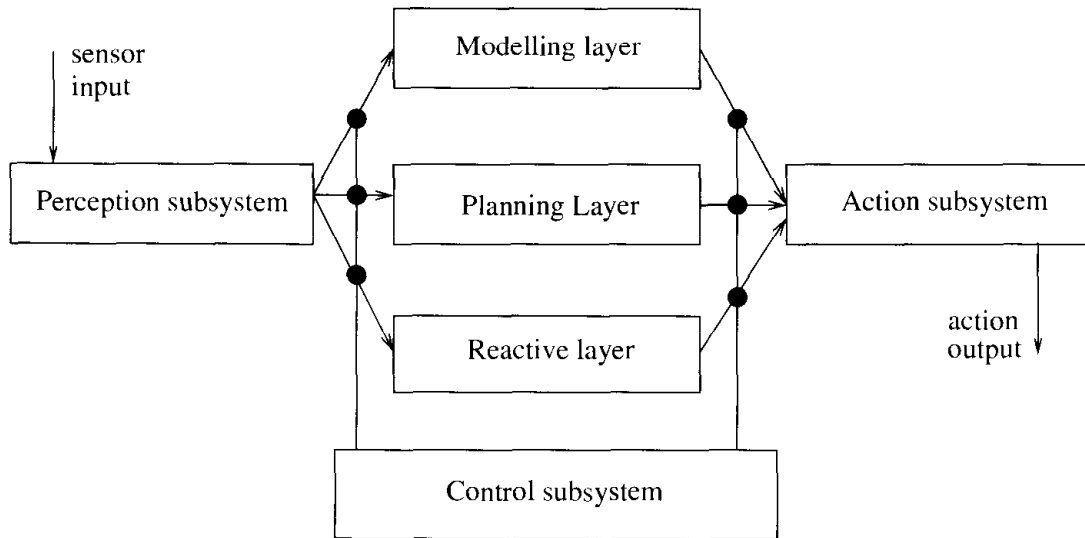 sensor
input
Modelling layer
Perception subsystem
Planning Layer
Action subsystem
Reactive layer
action
output
Control subsystem